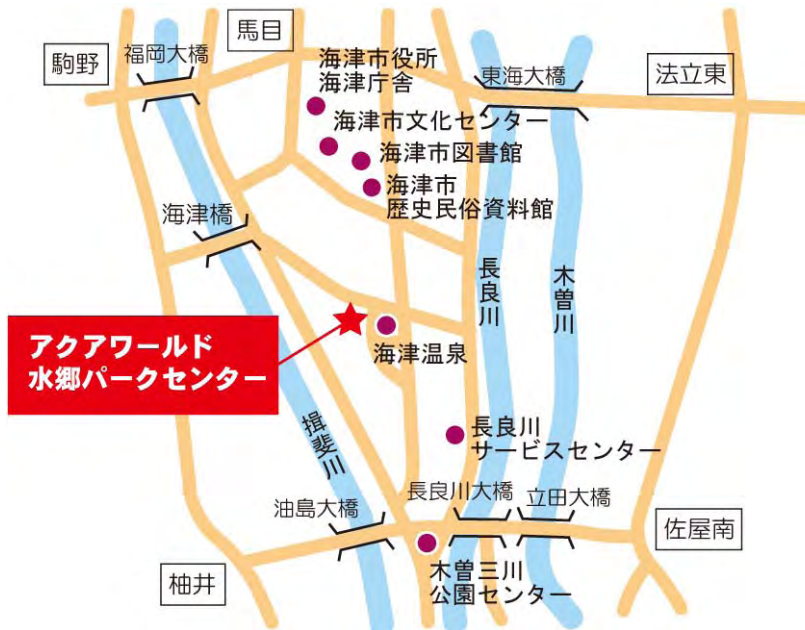 馬目
福岡大橋
駒野
海津市役所
海津庁舎
東海大橋
法立東
海津市文化センター
海津市図書館
海津市
歴史民俗資料館
海津橋
長良川
木曽川
アクアワールド
水郷パークセンター
海津温泉
揖斐川
長良川
サービスセンター
長良川大橋
立田大橋
油島大橋
佐屋南
木曽三川
公園センター
柚井